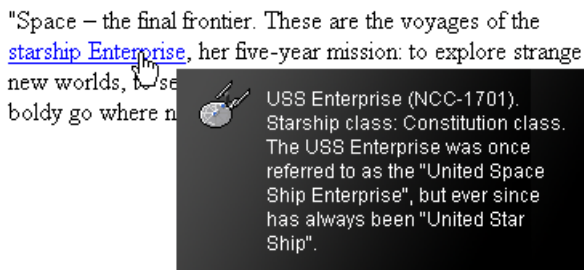 "Space – the final frontier. These are the voyages of the
starship Enterprise, her five-year mission: to explore strange
new worlds, to se
boldy go where n
USS Enterprise (NCC-1701).
Starship class: Constitution class.
The USS Enterprise was once
referred to as the "United Space
Ship Enterprise", but ever since
has always been "United Star
Ship".